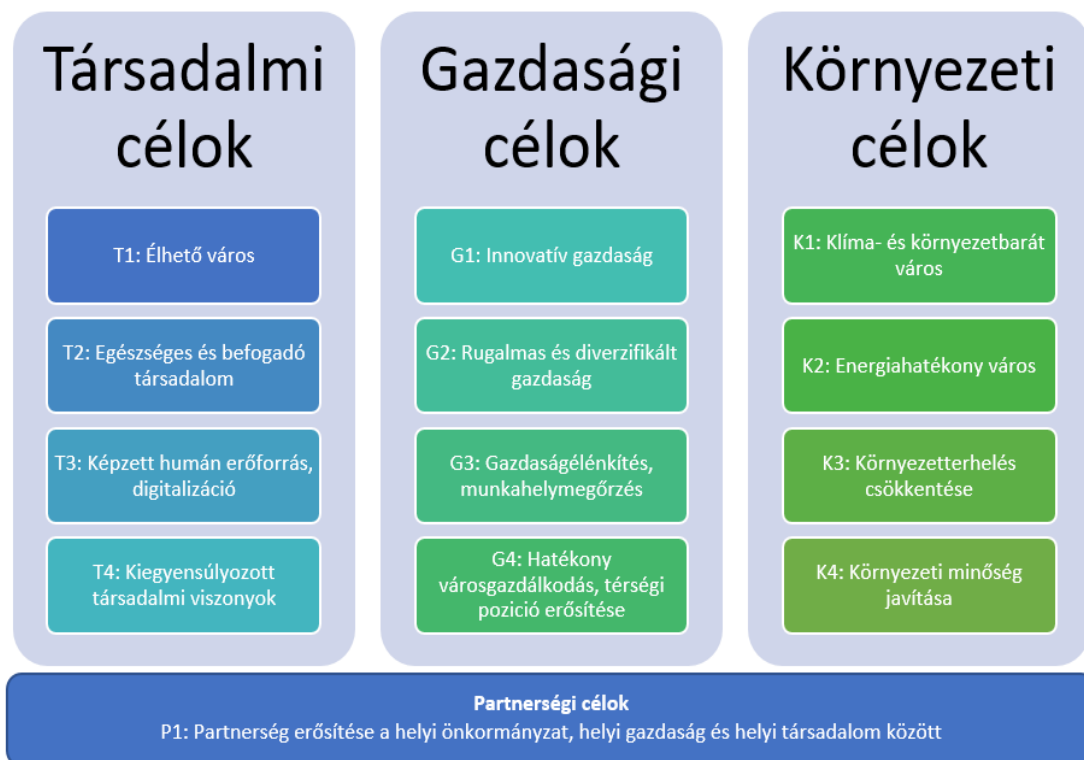 Társadalmi
célok
T1: Élhető város
T2: Egészséges és befogadó
társadalom
T3: Képzett humán erőforrás,
digitalizáció
T4: Kiegyensúlyozott
társadalmi viszonyok
Gazdasági
célok
G1: Innovatív gazdaság
G2: Rugalmas és diverzifikált
gazdaság
G3: Gazdaságélénkítés,
munkahelymegőrzés
G4: Hatékony
városgazdálkodás, térségi
pozició erősítése
Környezeti
célok
K1: Klíma- és környezetbarát
város
K2: Energiahatékony város
K3: Környezetterhelés
csökkentése
K4: Környezeti minőség
javítása
Partnerségi célok
P1: Partnerség erősítése a helyi önkormányzat, helyi gazdaság és helyi társadalom között